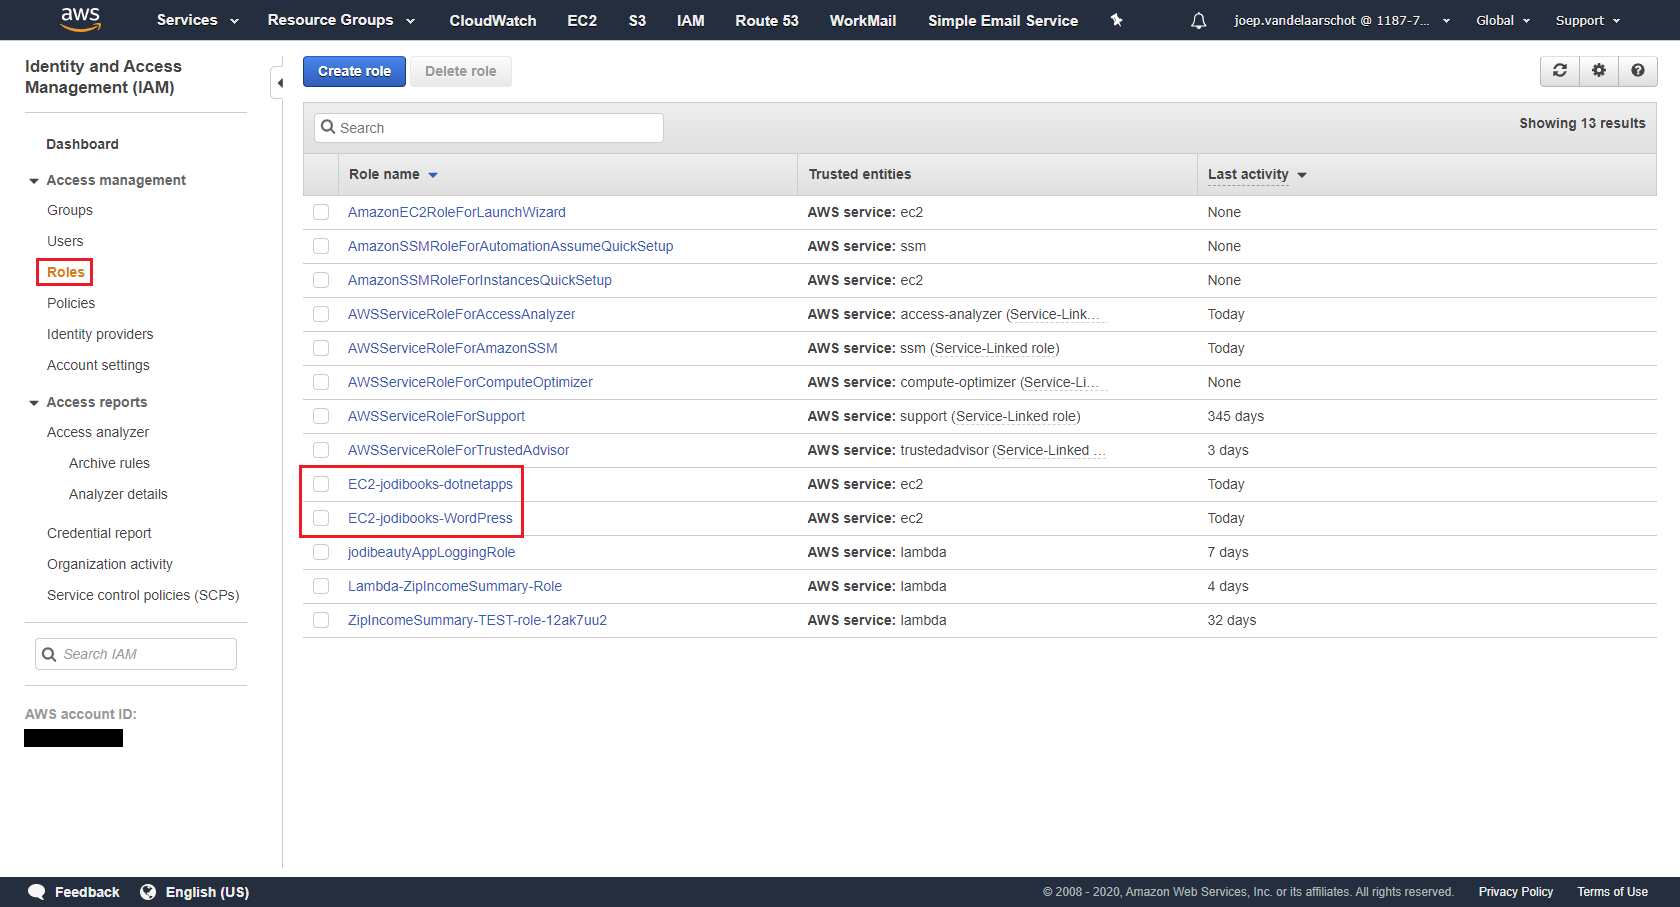 aws Services Resource Groups CloudWatch EC2 S3 IAM Route 53 WorkMail Simple Email Service joep.vandelaarschot @ 1187-7... Global Support
Identity and Access
Management (IAM)
Dashboard
Access management
Groups
Users
Roles
Policies
Identity providers
Account settings
Access reports
Access analyzer
Archive rules
Analyzer details
Credential report
Organization activity
Service control policies (SCPs)
Search IAM
AWS account ID:
Create role Delete role
Search
Showing 13 results
Role name Trusted entities Last activity
AmazonEC2RoleForLaunchWizard AWS service: ec2 None
AmazonSSMRoleForAutomationAssumeQuickSetup AWS service: ssm None
AmazonSSMRoleForInstancesQuickSetup AWS service: ec2 None
AWSServiceRoleForAccessAnalyzer AWS service: access-analyzer (Service-Link... Today
AWSServiceRoleForAmazonSSM AWS service: ssm (Service-Linked role) Today
AWSServiceRoleForComputeOptimizer AWS service: compute-optimizer (Service-Li... None
AWSServiceRoleForSupport AWS service: support (Service-Linked role) 345 days
AWSServiceRoleForTrustedAdvisor AWS service: trustedadvisor (Service-Linked ... 3 days
EC2-jodibooks-dotnetapps AWS service: ec2 Today
EC2-jodibooks-WordPress AWS service: ec2 Today
jodibeautyAppLoggingRole AWS service: lambda 7 days
Lambda-ZipIncomeSummary-Role AWS service: lambda 4 days
ZipIncomeSummary-TEST-role-12ak7uu2 AWS service: lambda 32 days
Feedback English (US) © 2008 - 2020, Amazon Web Services, Inc. or its affiliates. All rights reserved. Privacy Policy Terms of Use